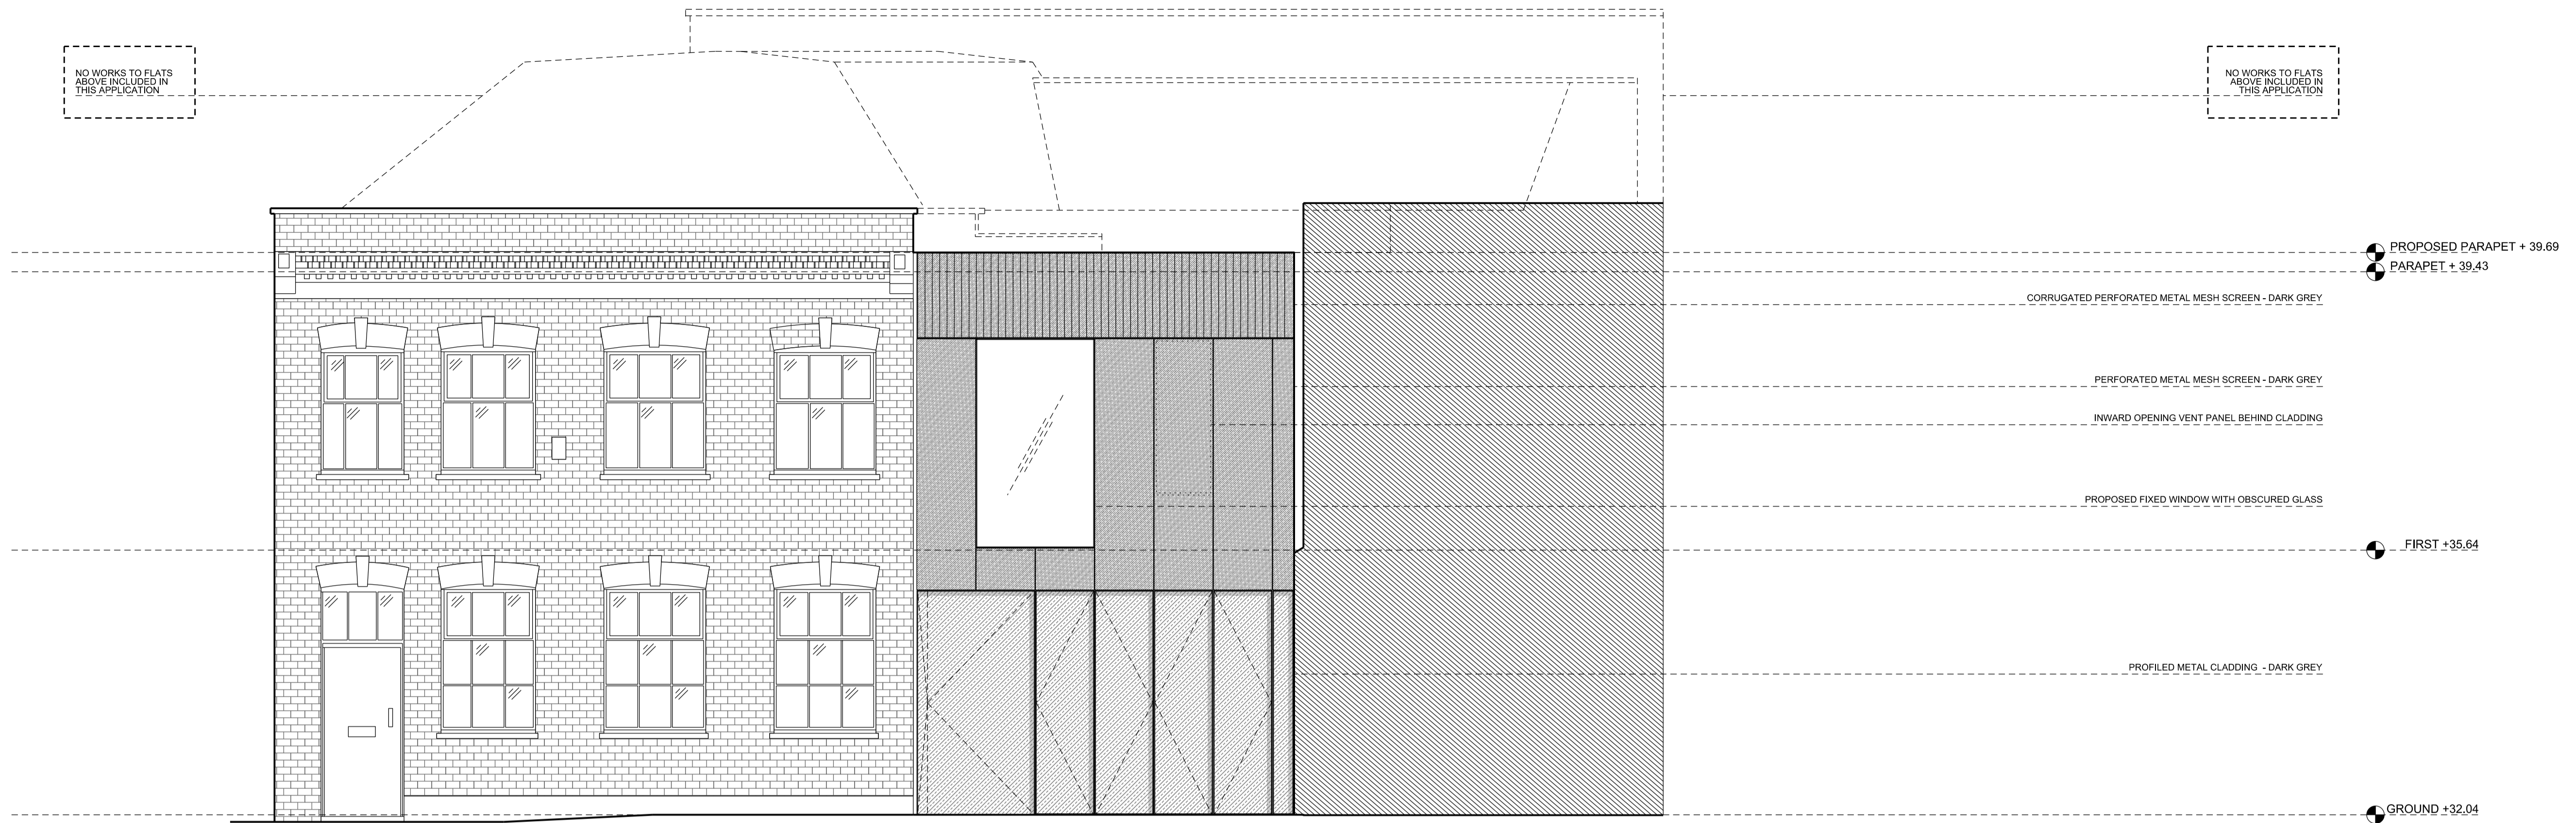 NO WORKS TO FLATS
ABOVE INCLUDED IN
THIS APPLICATION
NO WORKS TO FLATS
ABOVE INCLUDED IN
THIS APPLICATION
PROPOSED PARAPET + 39.69
PARAPET + 39.43
CORRUGATED PERFORATED METAL MESH SCREEN - DARK GREY
PERFORATED METAL MESH SCREEN - DARK GREY
INWARD OPENING VENT PANEL BEHIND CLADDING
PROPOSED FIXED WINDOW WITH OBSCURED GLASS
FIRST +35.64
PROFILED METAL CLADDING - DARK GREY
GROUND +32.04